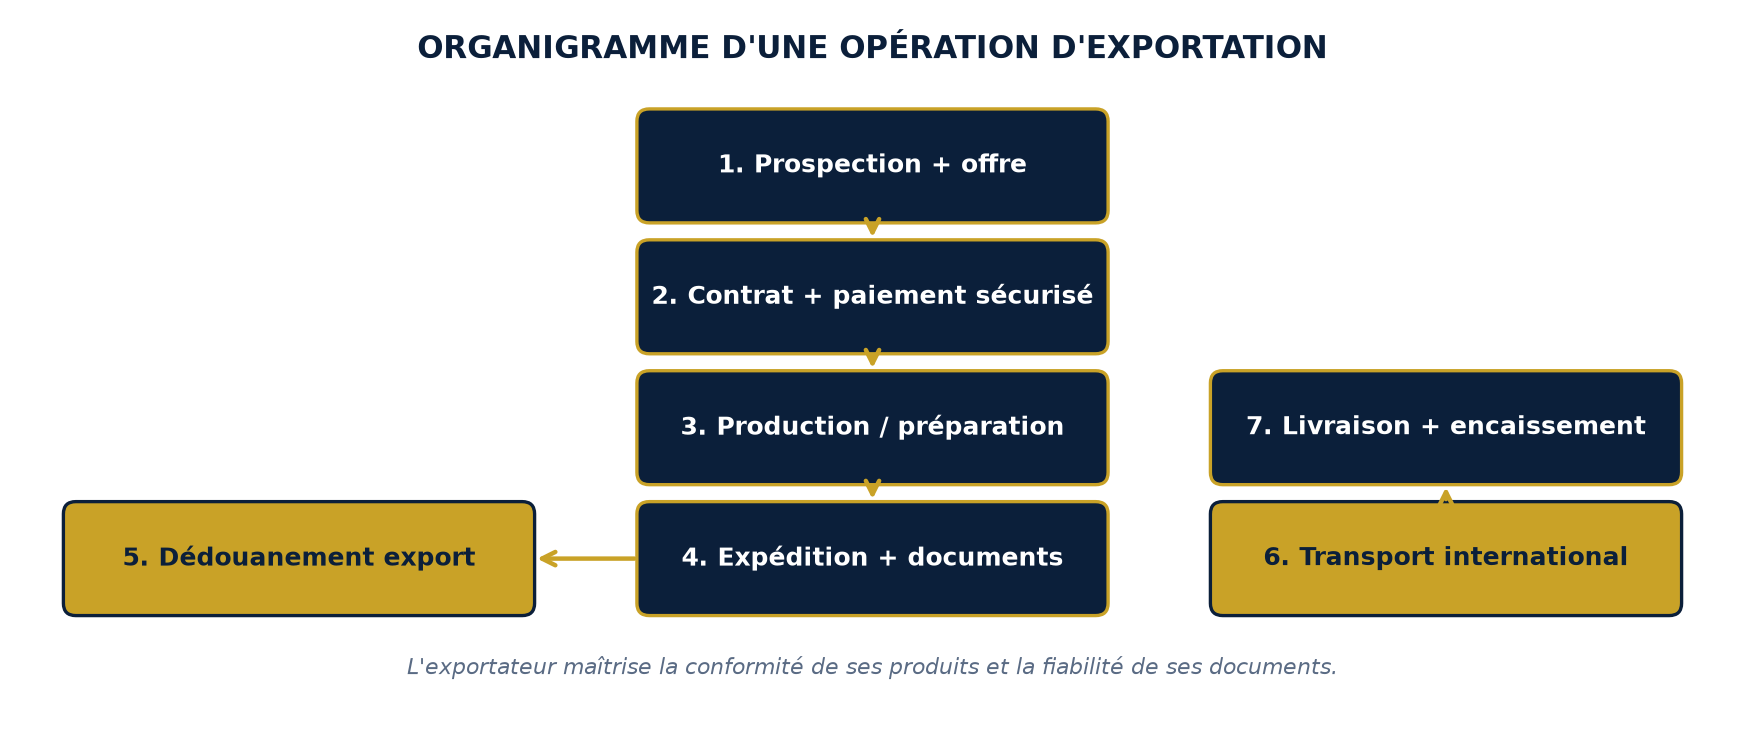 ORGANIGRAMME D'UNE OPÉRATION D'EXPORTATION
1. Prospection + offre
2. Contrat + paiement sécurisé
3. Production / préparation
7. Livraison + encaissement
5. Dédouanement export
4. Expédition + documents
6. Transport international
L'exportateur maîtrise la conformité de ses produits et la fiabilité de ses documents.